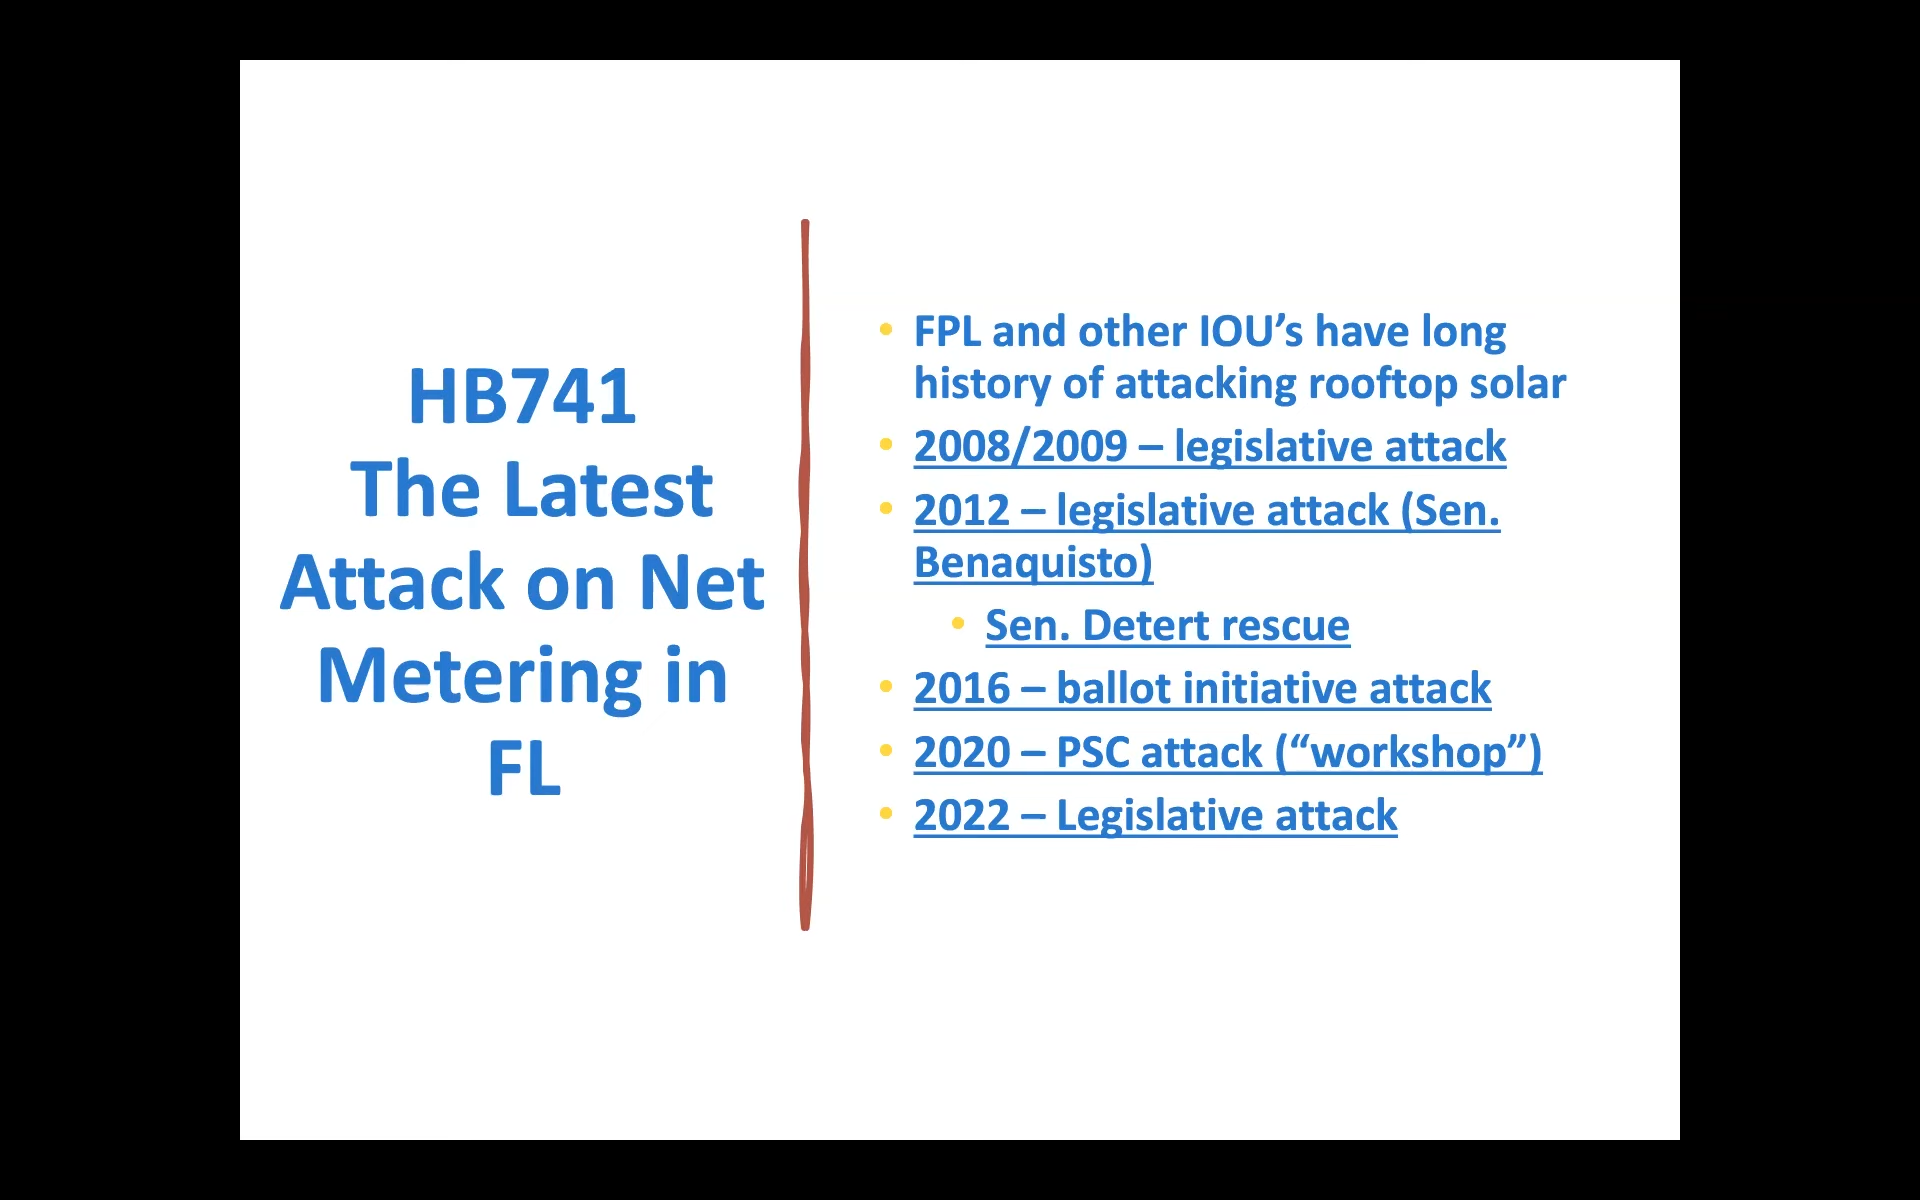 HB741
The Latest
Attack on Net
Metering in
FL
• FPL and other IOU’s have long
history of attacking rooftop solar
• 2008/2009 – legislative attack
• 2012 – legislative attack (Sen.
Benaquisto)
• Sen. Detert rescue
• 2016 – ballot initiative attack
• 2020 – PSC attack (“workshop”)
• 2022 – Legislative attack